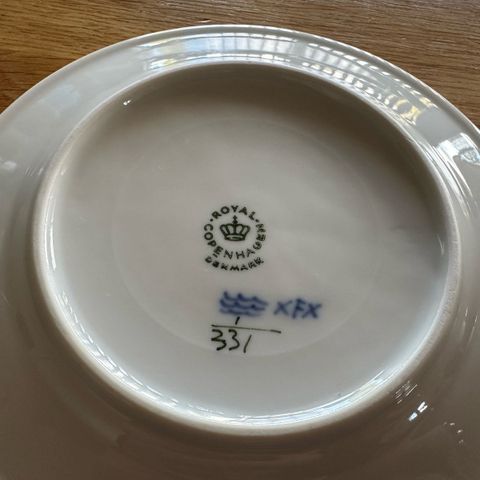 ROYAL
COPENHAGEN
DENMARK
XFX
1
331